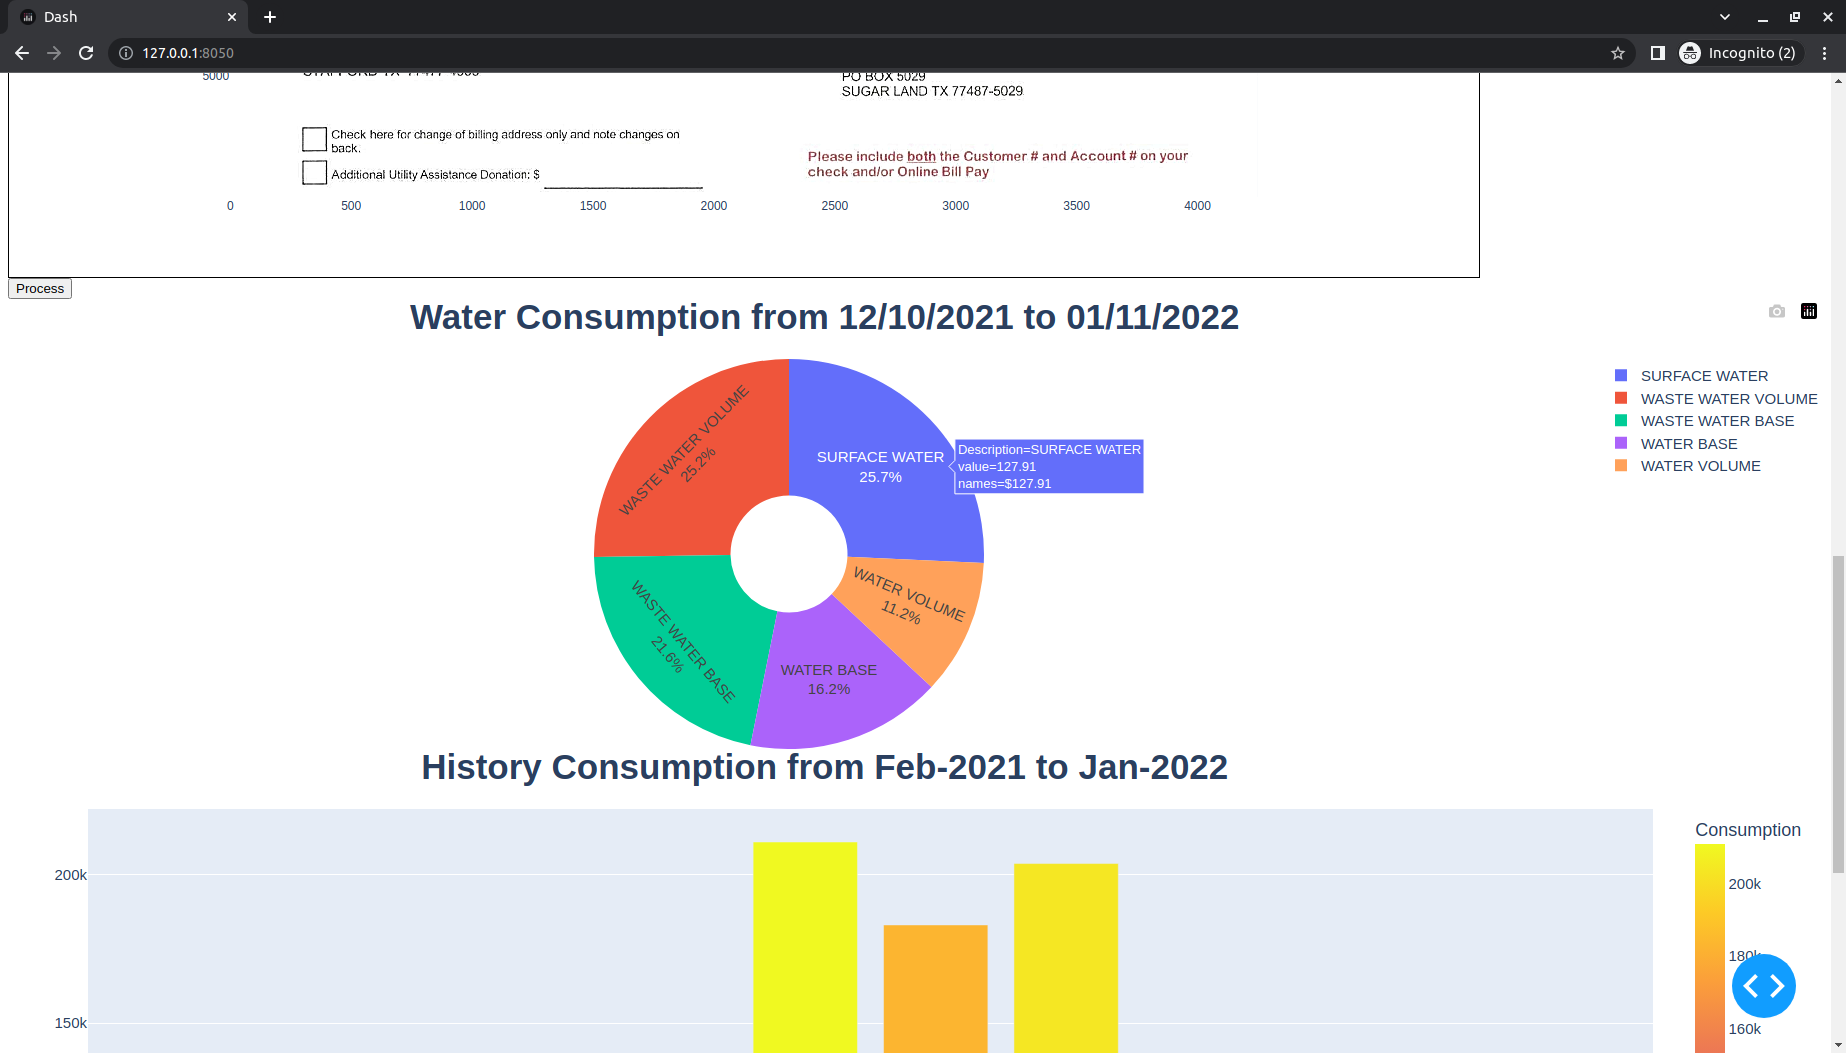 Dash
127.0.0.1:8050
Incognito (2)
5000
PO BOX 5029
SUGAR LAND TX 77487-5029
Check here for change of billing address only and note changes on
back.
Additional Utility Assistance Donation: $
Please include both the Customer # and Account # on your
check and/or Online Bill Pay
0 500 1000 1500 2000 2500 3000 3500 4000
Process
Water Consumption from 12/10/2021 to 01/11/2022
SURFACE WATER
25.7%
WASTE WATER VOLUME
25.2%
WASTE WATER BASE
21.6%
WATER BASE
16.2%
WATER VOLUME
11.2%
Description=SURFACE WATER
value=127.91
names=$127.91
SURFACE WATER
WASTE WATER VOLUME
WASTE WATER BASE
WATER BASE
WATER VOLUME
History Consumption from Feb-2021 to Jan-2022
200k
150k
Consumption
200k
180k
160k